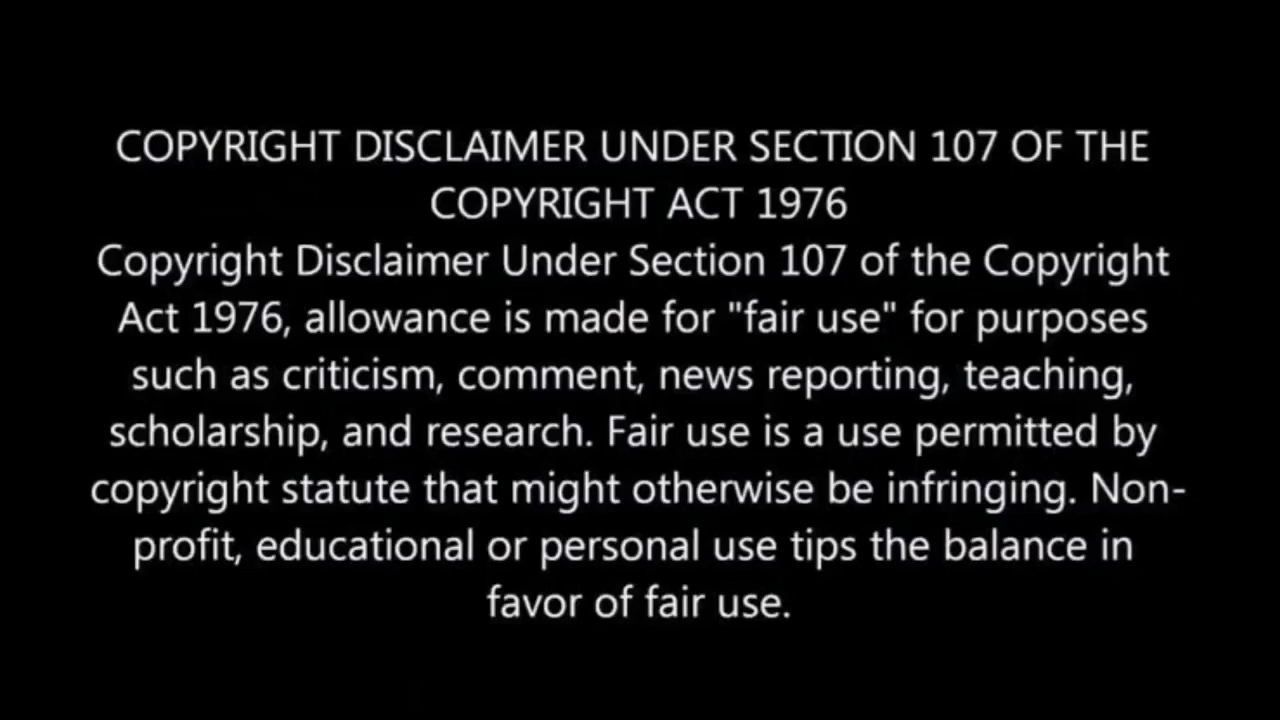 COPYRIGHT DISCLAIMER UNDER SECTION 107 OF THE
COPYRIGHT ACT 1976
Copyright Disclaimer Under Section 107 of the Copyright
Act 1976, allowance is made for "fair use" for purposes
such as criticism, comment, news reporting, teaching,
scholarship, and research. Fair use is a use permitted by
copyright statute that might otherwise be infringing. Non-
profit, educational or personal use tips the balance in
favor of fair use.